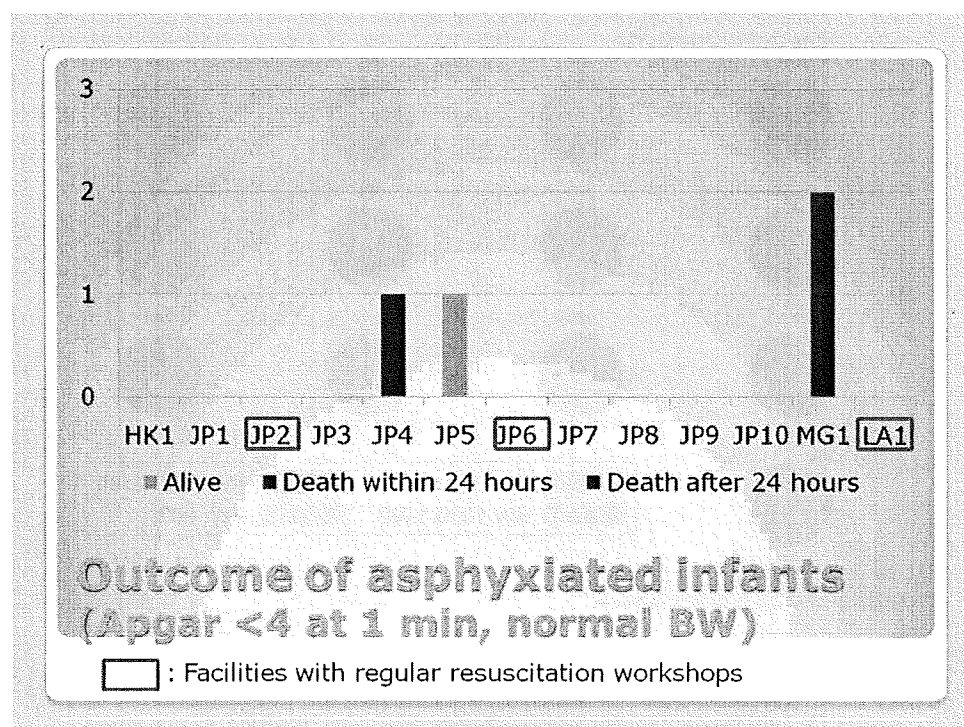 3
2
1
0
HK1 JP1 JP2 JP3 JP4 JP5 JP6 JP7 JP8 JP9 JP10 MG1 LA1
Alive Death within 24 hours Death after 24 hours
Outcome of asphyxiated infants
(Apgar <4 at 1 min, normal BW)
: Facilities with regular resuscitation workshops